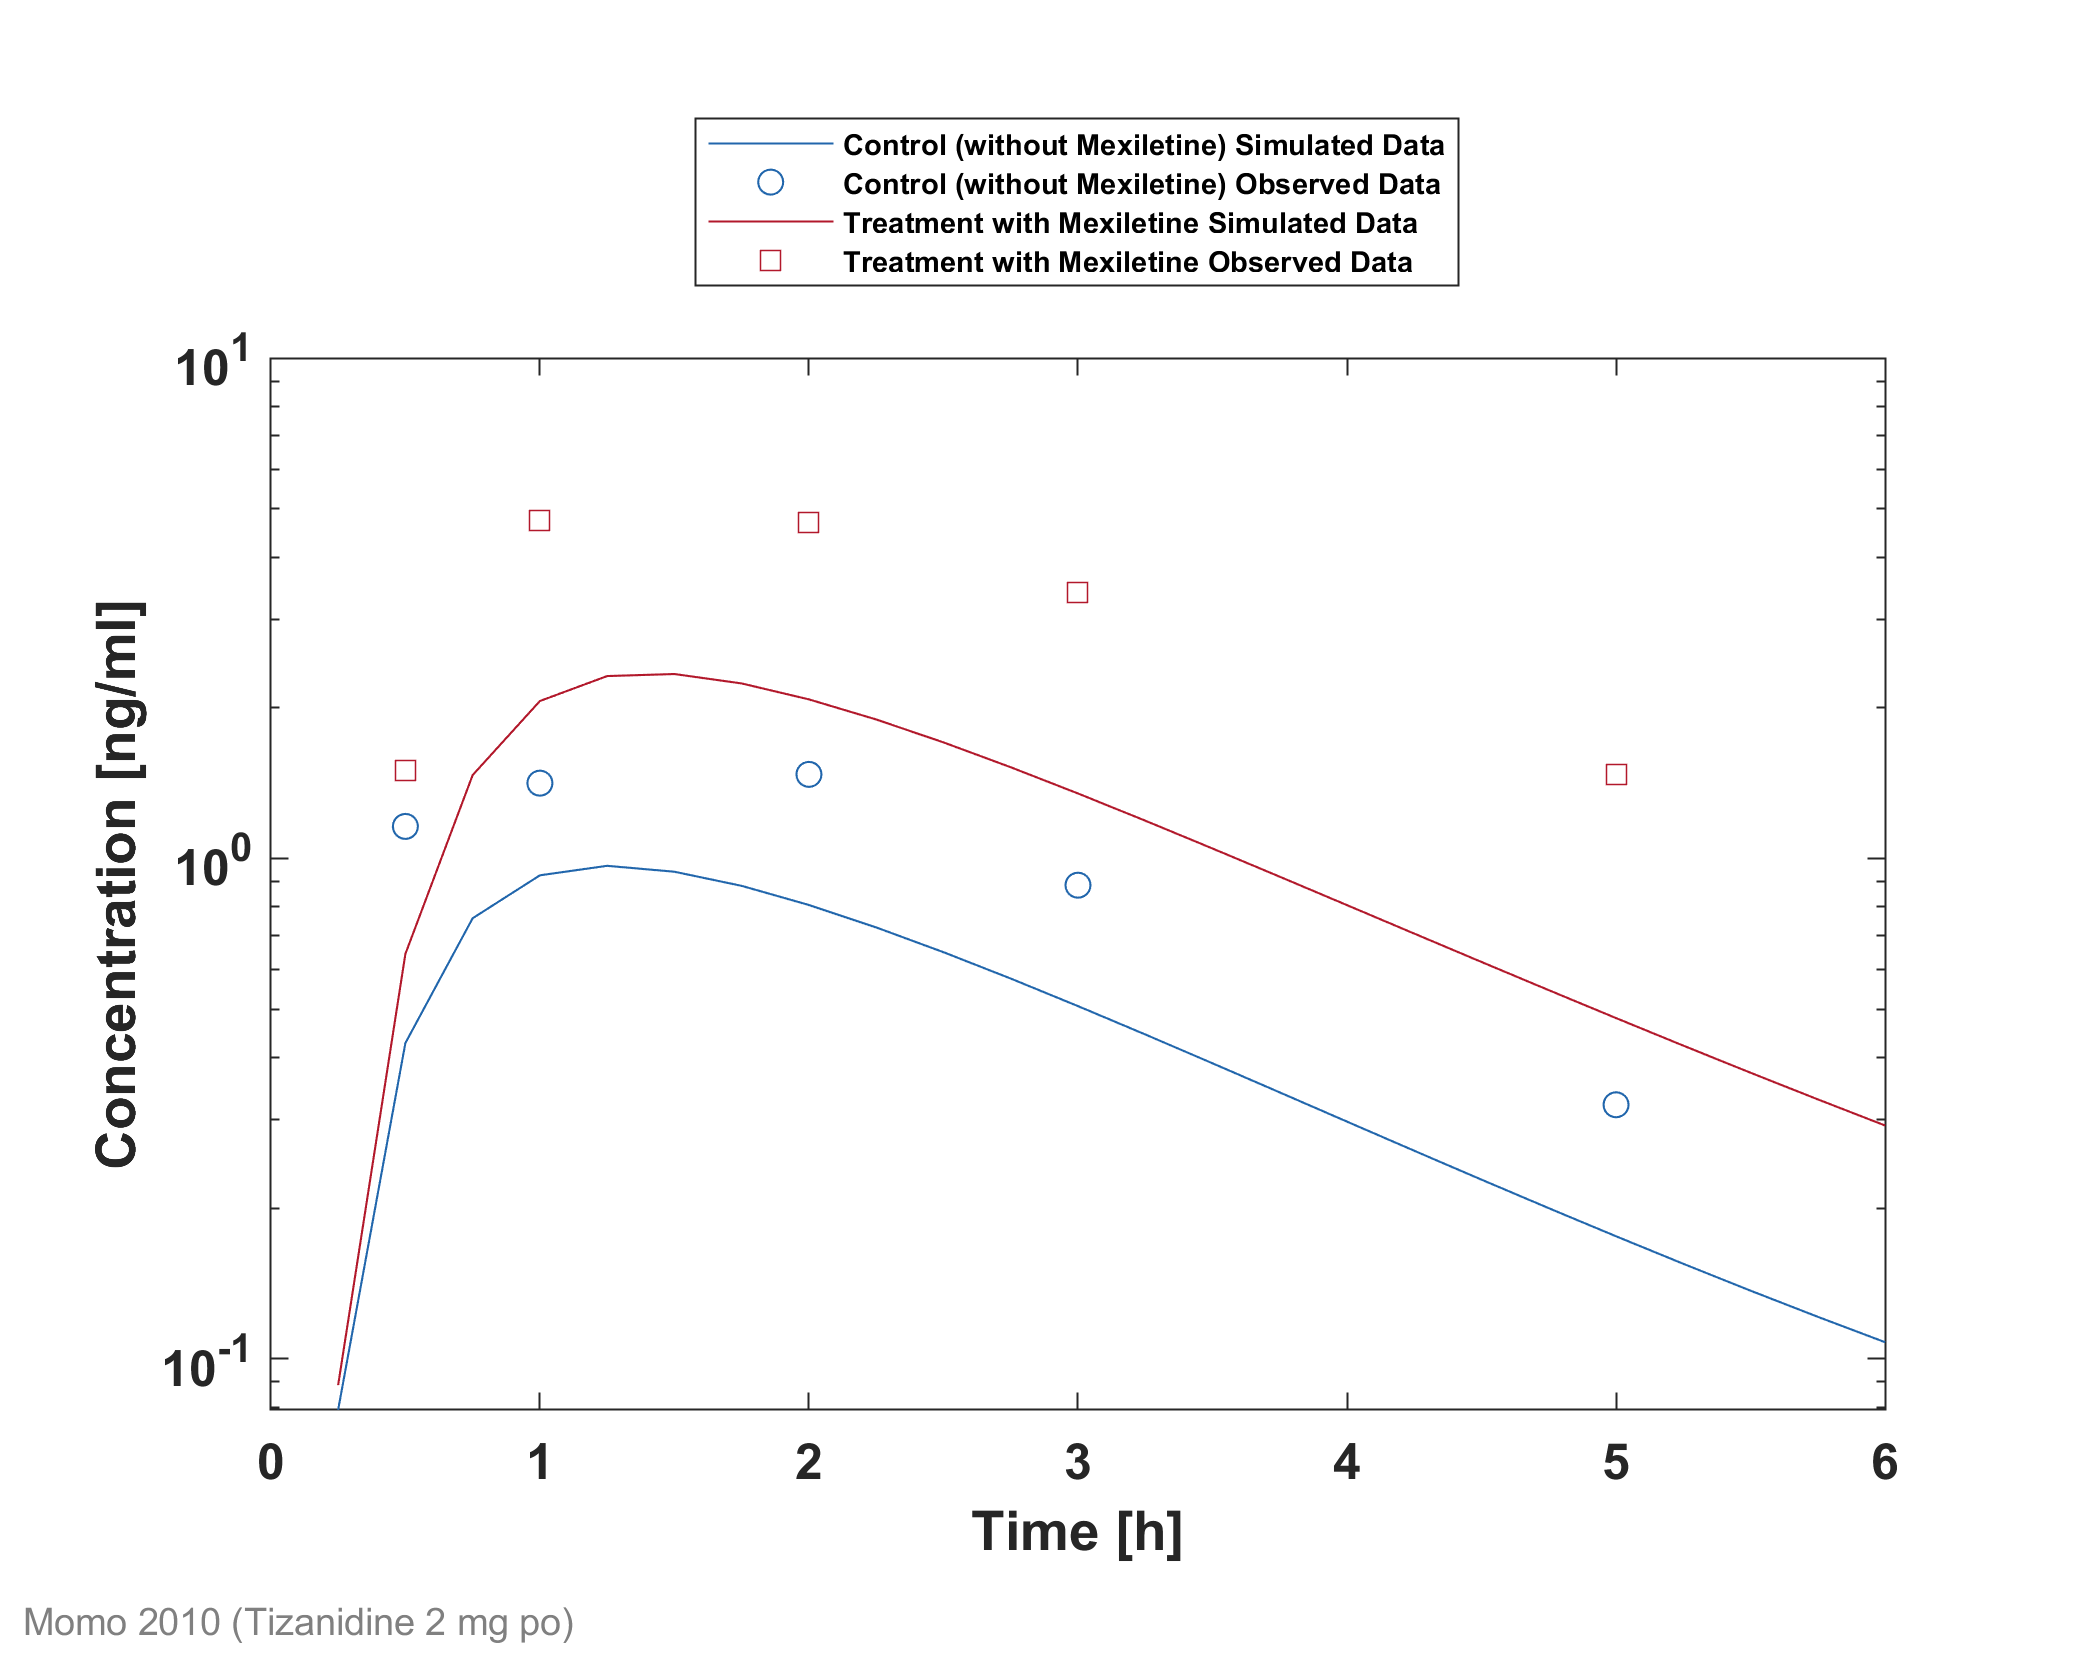 Control (without Mexiletine) Simulated Data
Control (without Mexiletine) Observed Data
Treatment with Mexiletine Simulated Data
Treatment with Mexiletine Observed Data
10^1
10^0
10^-1
Concentration [ng/ml]
0 1 2 3 4 5 6
Time [h]
Momo 2010 (Tizanidine 2 mg po)